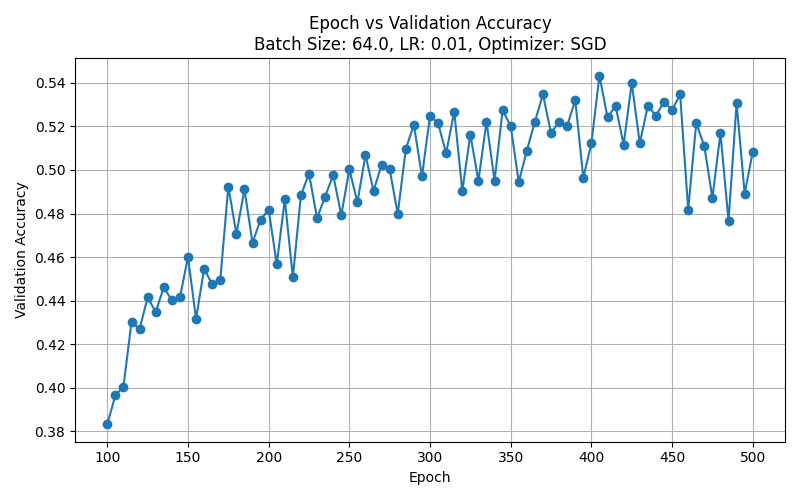 Epoch vs Validation Accuracy
Batch Size: 64.0, LR: 0.01, Optimizer: SGD
Validation Accuracy
0.54
0.52
0.50
0.48
0.46
0.44
0.42
0.40
0.38
100 150 200 250 300 350 400 450 500
Epoch